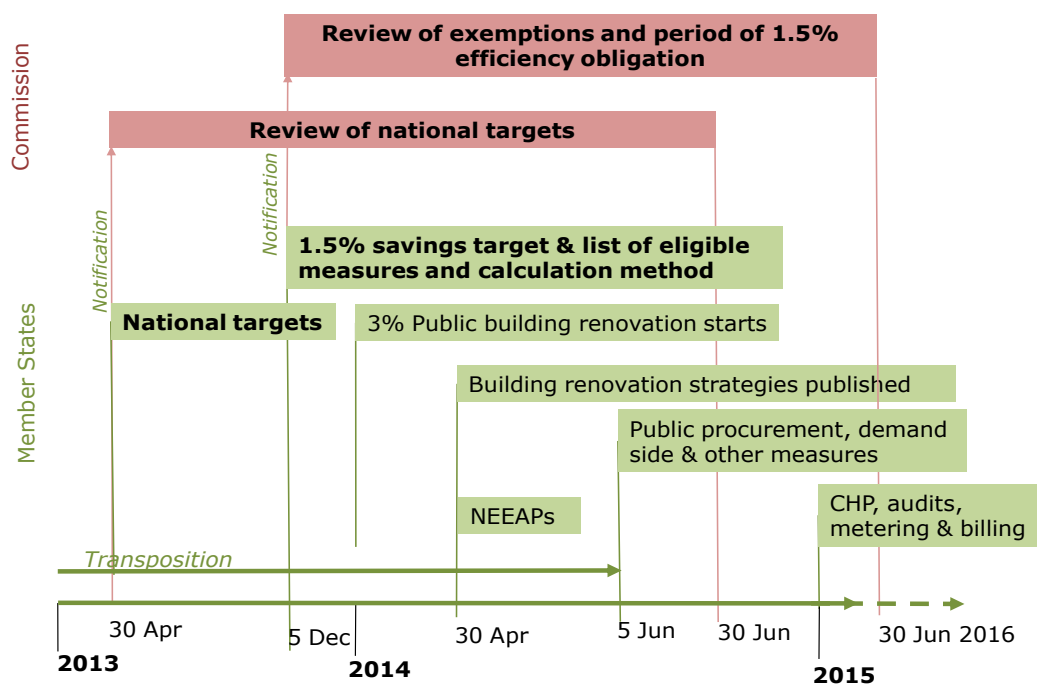 Commission
Review of exemptions and period of 1.5%
efficiency obligation
Review of national targets
Notification
Notification
Member States
1.5% savings target & list of eligible
measures and calculation method
National targets
3% Public building renovation starts
Building renovation strategies published
Public procurement, demand
side & other measures
NEEAPs
CHP, audits,
metering & billing
Transposition
30 Apr
5 Dec
30 Apr
5 Jun
30 Jun
30 Jun 2016
2013
2014
2015